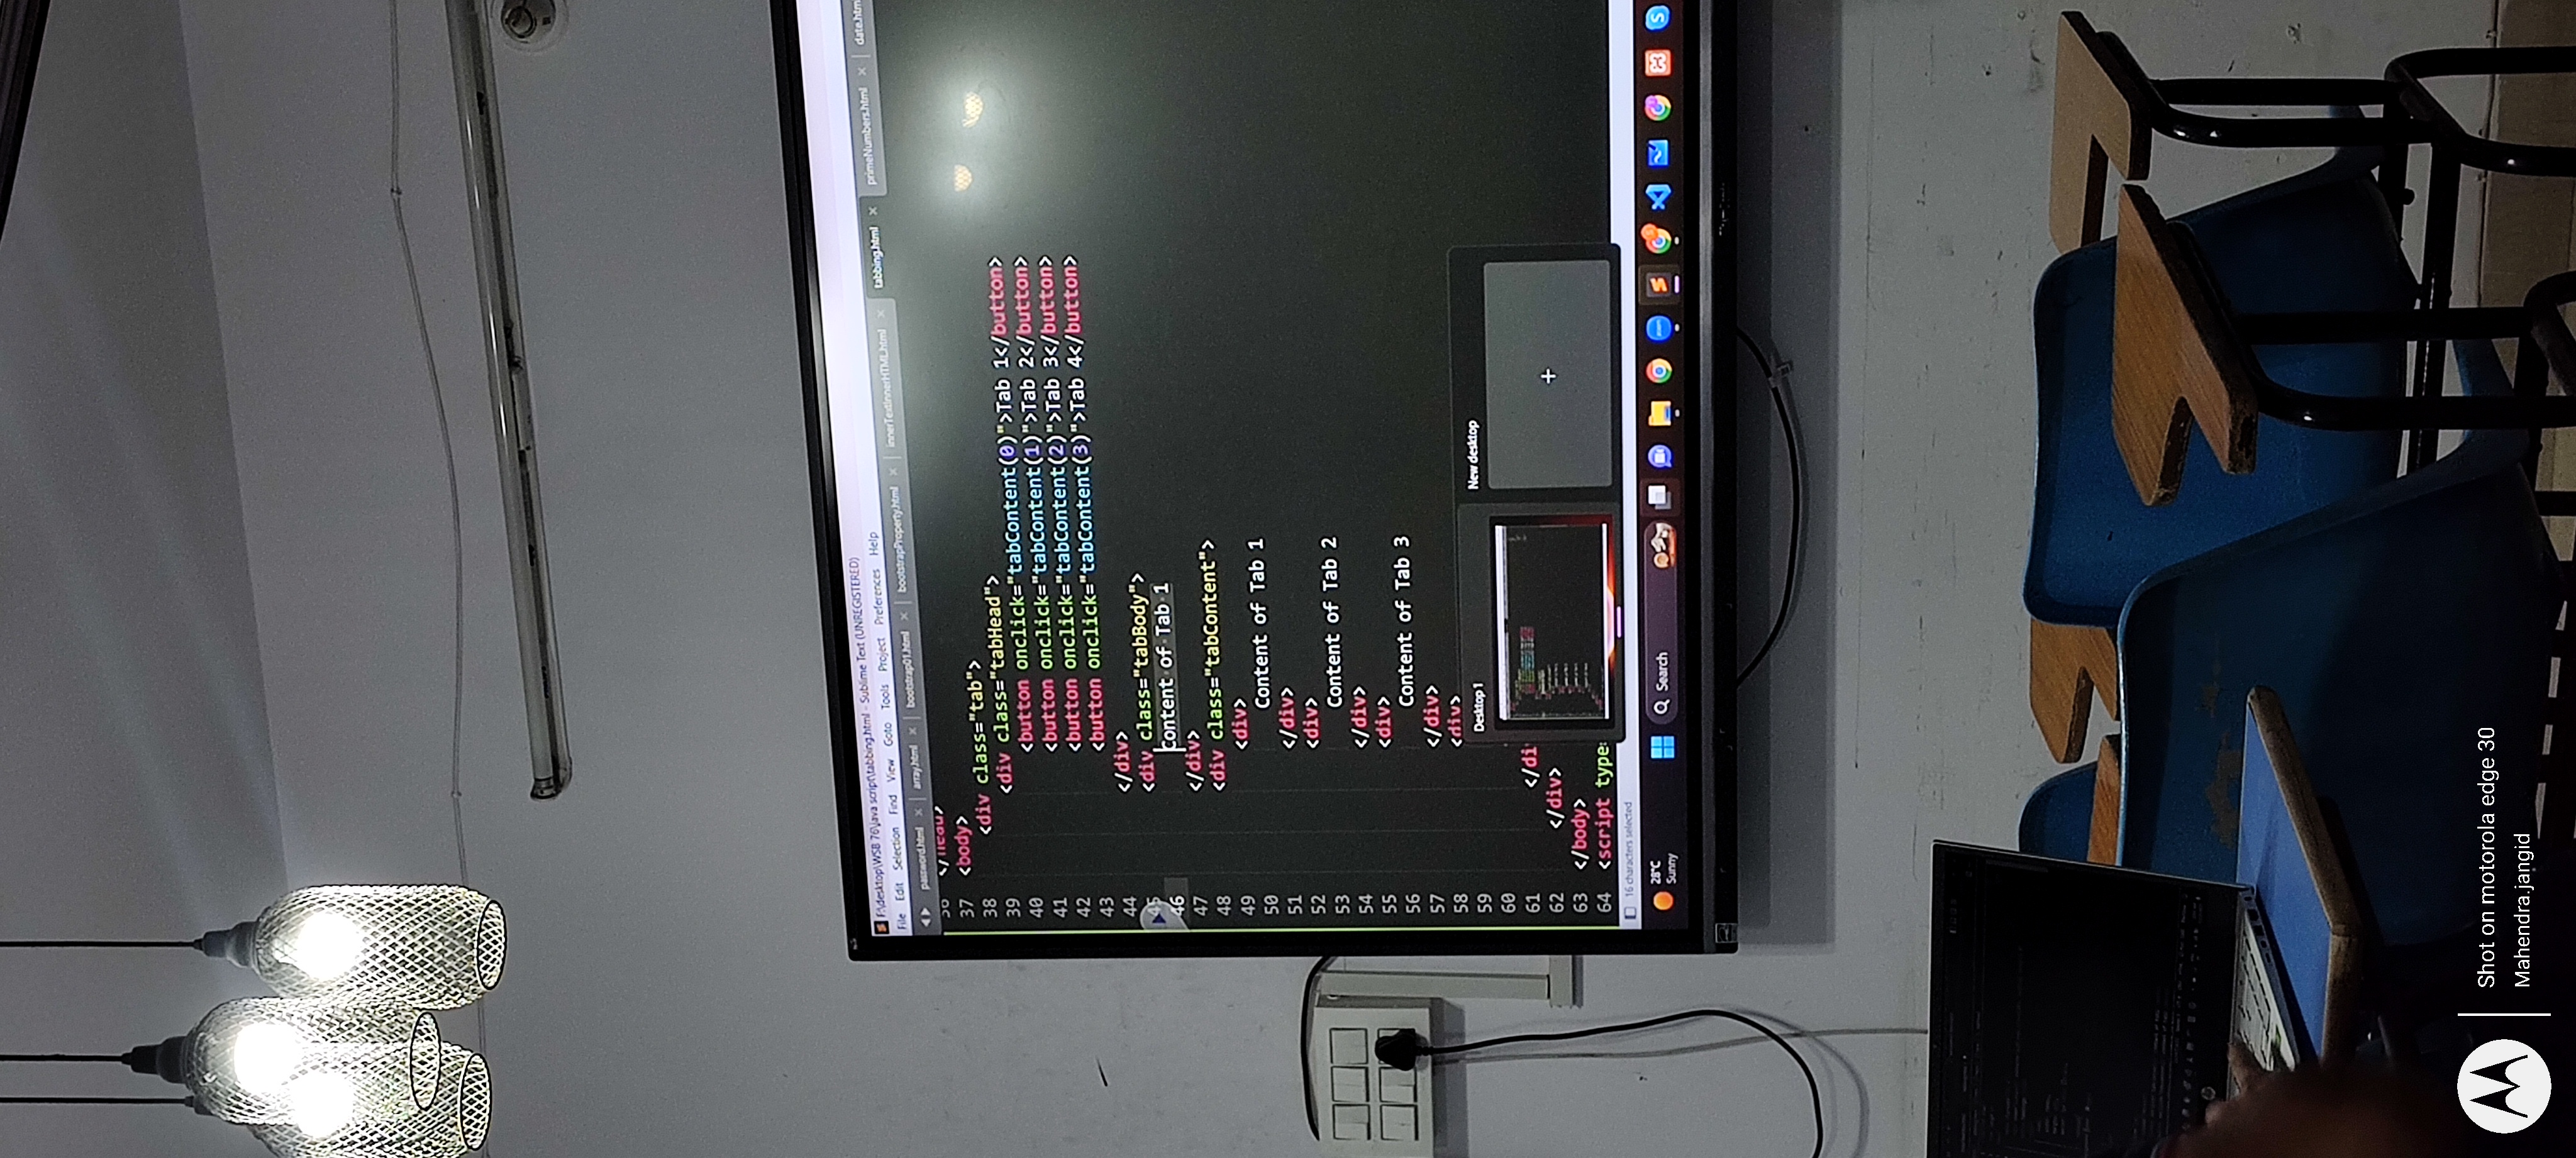 F:\desktop\WSB 76\java script\tabbing.html - Sublime Text (UNREGISTERED)
File Edit Selection Find View Goto Tools Project Preferences Help
password.html array.html bootstrap01.html bootstrapProperty.html innerTextInnerHTML.html tabbing.html primeNumbers.html date.htm
36 </head>
37 <body>
38 <div class="tab">
39 <div class="tabHead">
40 <button onclick="tabContent(0)">Tab 1</button>
41 <button onclick="tabContent(1)">Tab 2</button>
42 <button onclick="tabContent(2)">Tab 3</button>
43 <button onclick="tabContent(3)">Tab 4</button>
44 </div>
45 <div class="tabBody">
46 Content of Tab 1
47 </div>
48 <div class="tabContent">
49 <div>
50 Content of Tab 1
51 </div>
52 <div>
53 Content of Tab 2
54 </div>
55 <div>
56 Content of Tab 3
57 </div>
58 <div>
59
60
61 </di
62 </div>
63 </body>
64 <script type=
Desktop 1
New desktop
16 characters selected
28°C
Sunny
Search
zoom
hp
Shot on motorola edge 30
Mahendra.jangid